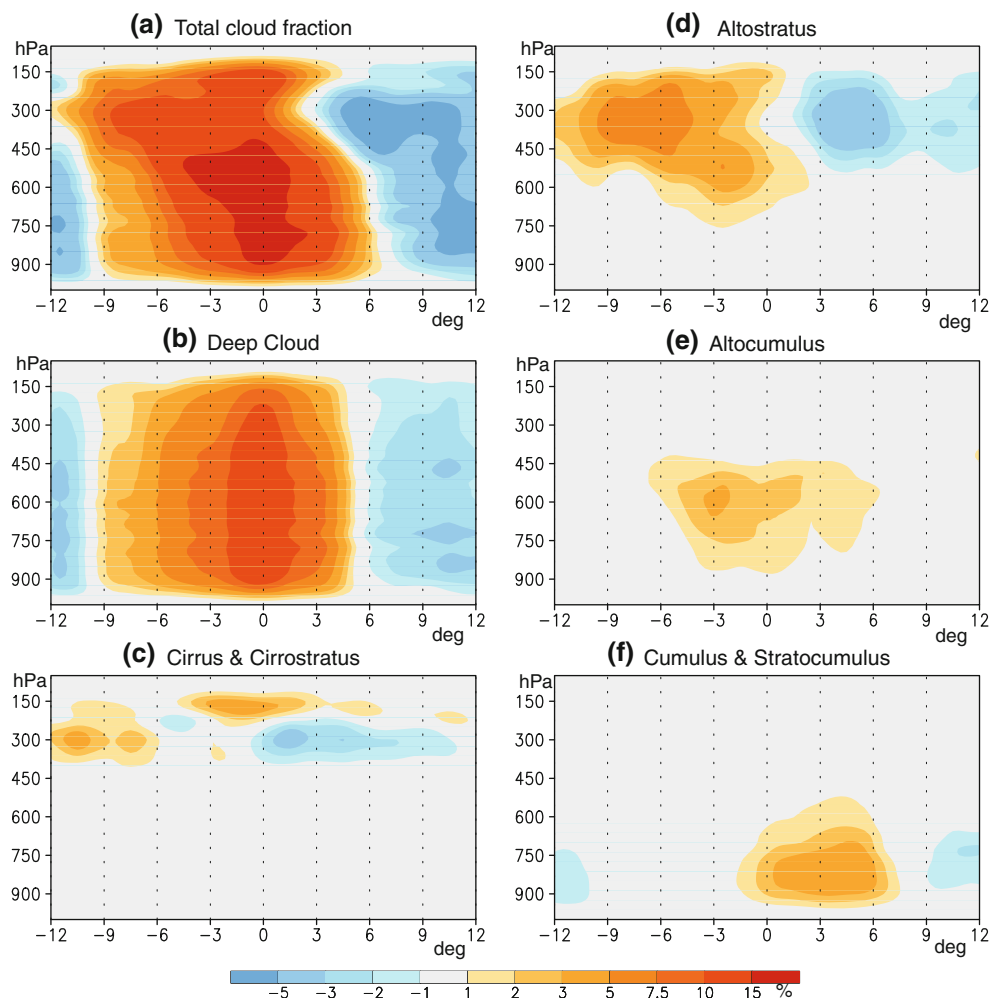 (a) Total cloud fraction
hPa
150
300
450
600
750
900
−12 −9 −6 −3 0 3 6 9 12
deg
(d) Altostratus
hPa
150
300
450
600
750
900
−12 −9 −6 −3 0 3 6 9 12
deg
(b) Deep Cloud
hPa
150
300
450
600
750
900
−12 −9 −6 −3 0 3 6 9 12
deg
(e) Altocumulus
hPa
150
300
450
600
750
900
−12 −9 −6 −3 0 3 6 9 12
deg
(c) Cirrus & Cirrostratus
hPa
150
300
450
600
750
900
−12 −9 −6 −3 0 3 6 9 12
deg
(f) Cumulus & Stratocumulus
hPa
150
300
450
600
750
900
−12 −9 −6 −3 0 3 6 9 12
deg
−5 −3 −2 −1 1 2 3 5 7.5 10 15 %